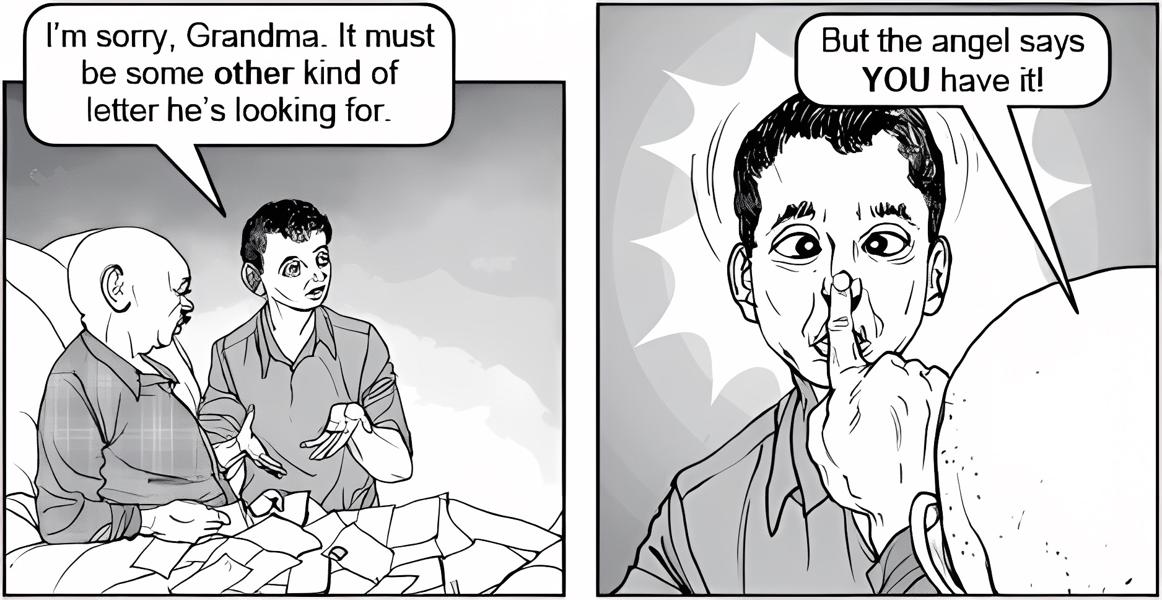 I'm sorry, Grandma. It must
be some other kind of
letter he's looking for.
But the angel says
YOU have it!